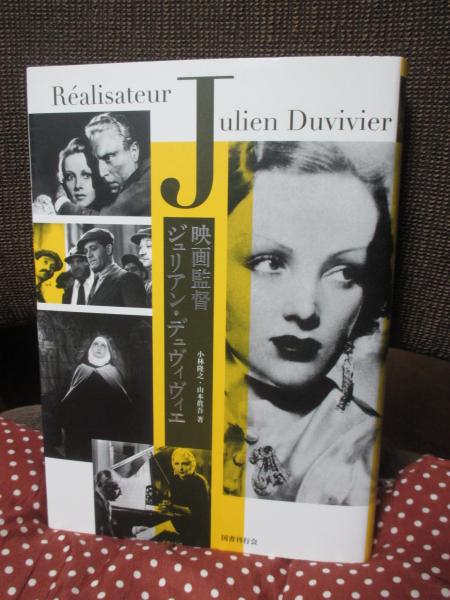 Réalisateur
Julien Duvivier
映画監督
ジュリアン・デュヴィヴィエ
小林隆之・山本眞吾 著
国書刊行会